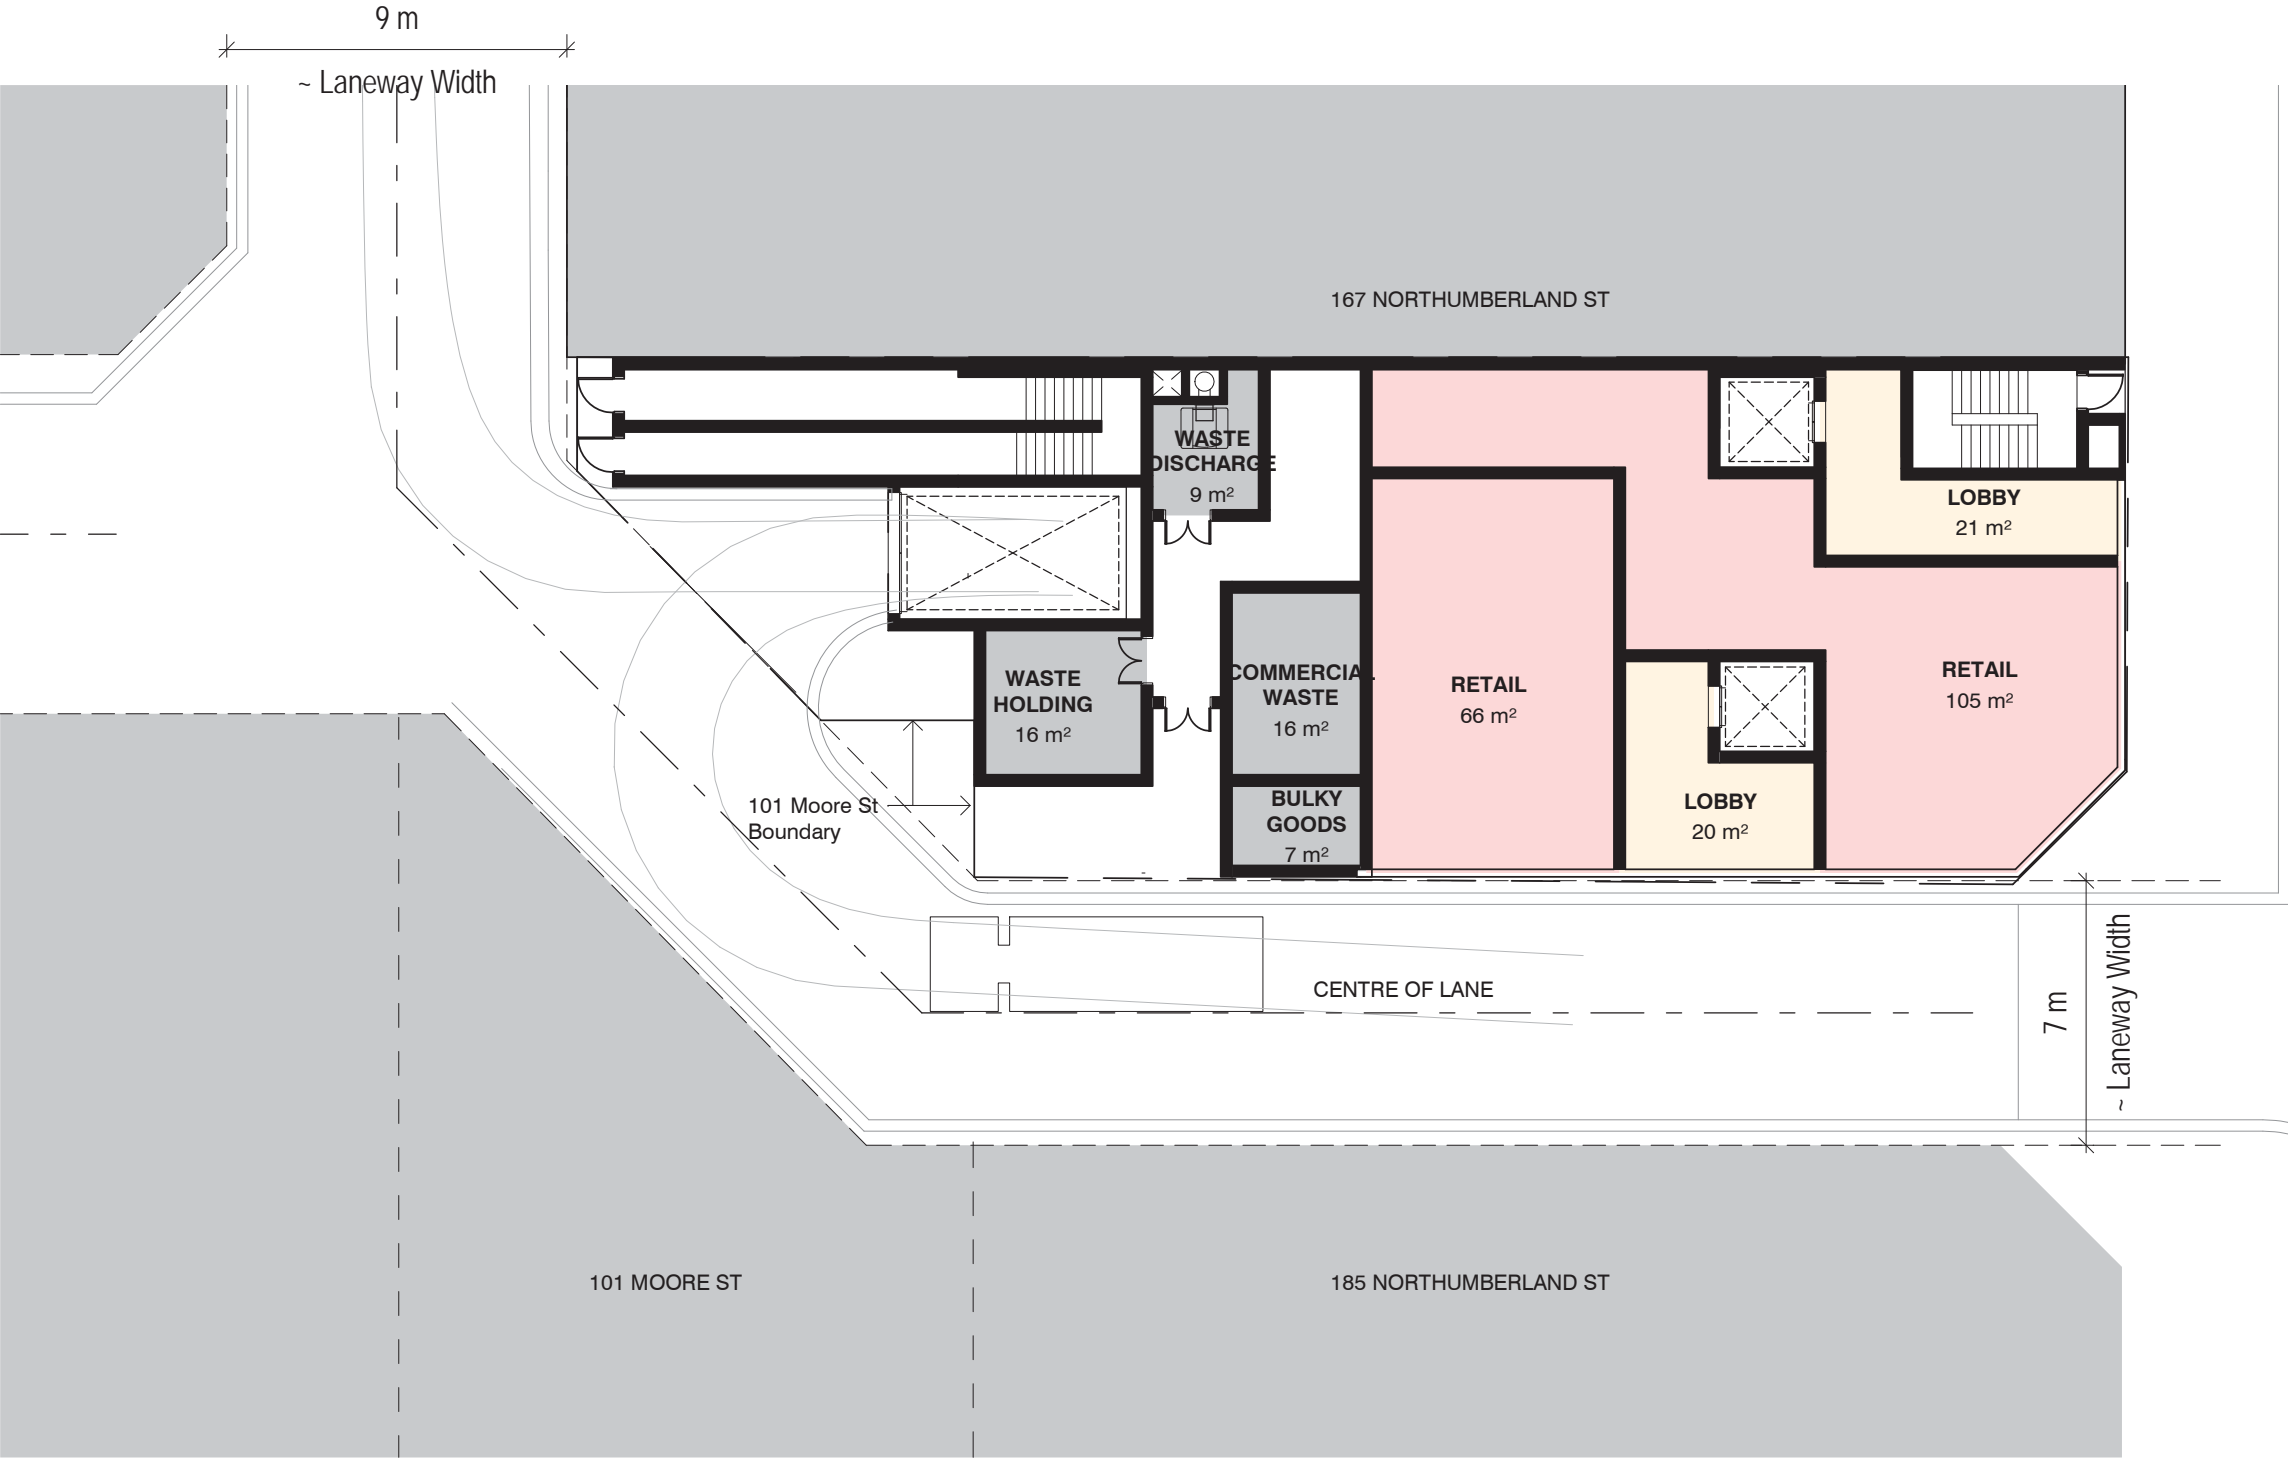 9 m
~ Laneway Width
167 NORTHUMBERLAND ST
WASTE
DISCHARGE
9 m²
LOBBY
21 m²
WASTE
HOLDING
16 m²
COMMERCIAL
WASTE
16 m²
RETAIL
66 m²
RETAIL
105 m²
101 Moore St
Boundary
BULKY
GOODS
7 m²
LOBBY
20 m²
CENTRE OF LANE
7 m
~ Laneway Width
101 MOORE ST
185 NORTHUMBERLAND ST